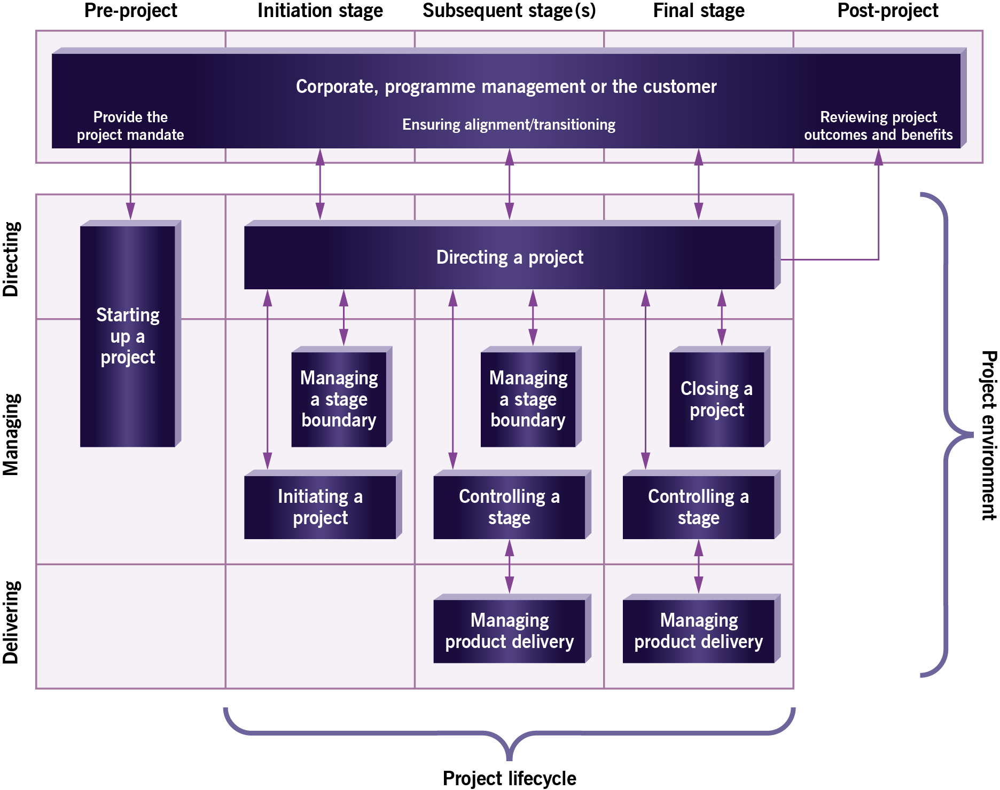 Pre-project
Initiation stage
Subsequent stage(s)
Final stage
Post-project
Corporate, programme management or the customer
Provide the
project mandate
Ensuring alignment/transitioning
Reviewing project
outcomes and benefits
Directing
Directing a project
Starting
up a
project
Managing
Managing
a stage
boundary
Managing
a stage
boundary
Closing a
project
Initiating a
project
Controlling a
stage
Controlling a
stage
Delivering
Managing
product delivery
Managing
product delivery
Project environment
Project lifecycle